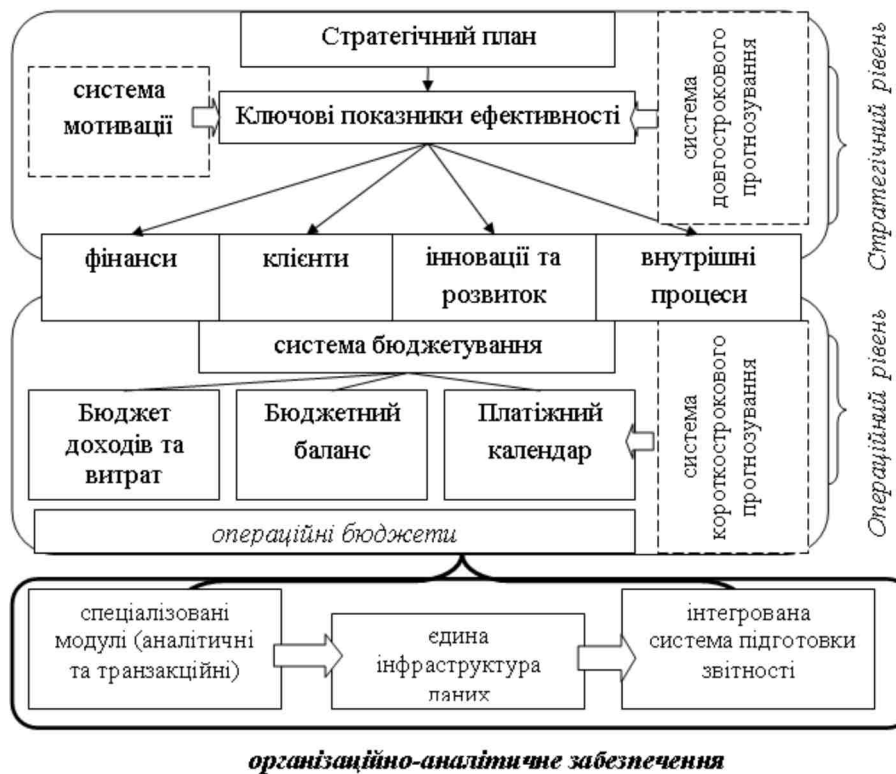 Стратегічний план
система
мотивації
Ключові показники ефективності
система
довгострокового
прогнозування
Стратегічний рівень
фінанси
клієнти
інновації та
розвиток
внутрішні
процеси
система бюджетування
Бюджет
доходів та
витрат
Бюджетний
баланс
Платіжний
календар
система
короткострокового
прогнозування
Операційний рівень
операційні бюджети
спеціалізовані
модулі (аналітичні
та транзакційні)
єдина
інфраструктура
даних
інтегрована
система підготовки
звітності
організаційно-аналітичне забезпечення